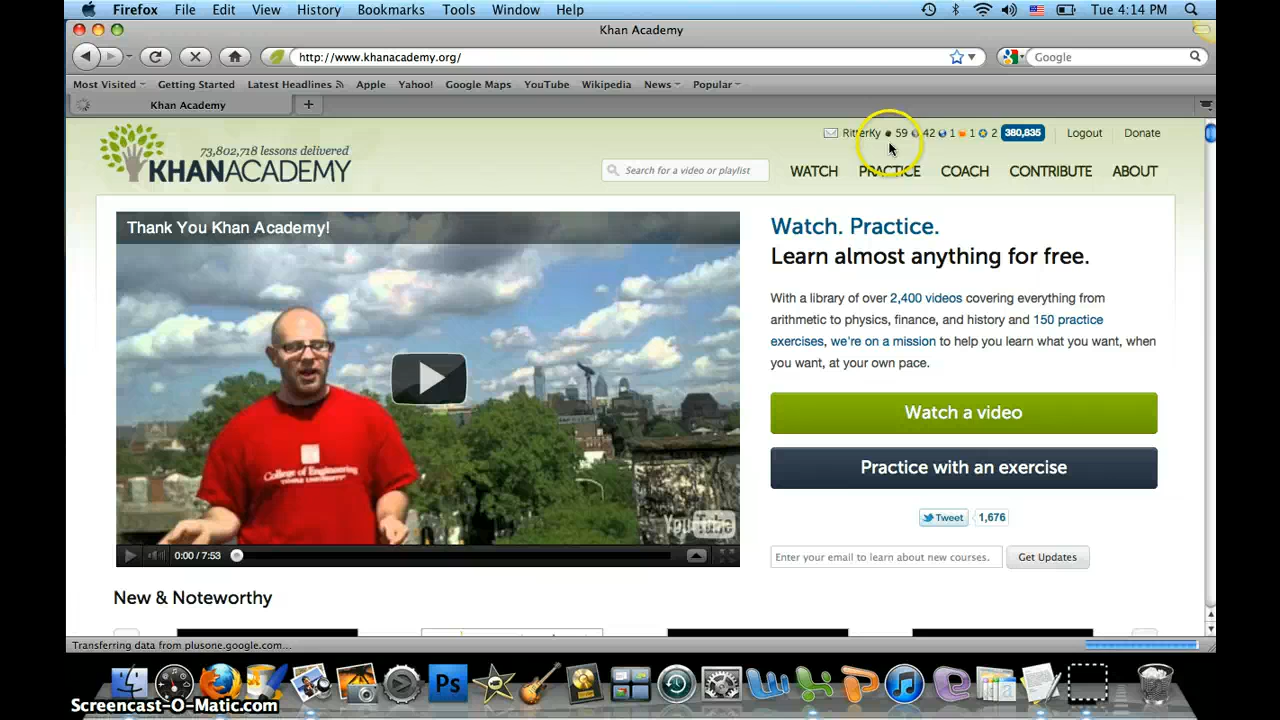 Firefox File Edit View History Bookmarks Tools Window Help Tue 4:14 PM
Khan Academy
http://www.khanacademy.org/ Google
Most Visited Getting Started Latest Headlines Apple Yahoo! Google Maps YouTube Wikipedia News Popular
Khan Academy
RitterKy 59 42 1 1 2 360,835 Logout Donate
73,802,718 lessons delivered
KHANACADEMY
Search for a video or playlist WATCH PRACTICE COACH CONTRIBUTE ABOUT
Thank You Khan Academy!
Watch. Practice.
Learn almost anything for free.
With a library of over 2,400 videos covering everything from
arithmetic to physics, finance, and history and 150 practice
exercises, we're on a mission to help you learn what you want, when
you want, at your own pace.
Watch a video
Practice with an exercise
College of Engineering
YouTube
Tweet 1,676
0:00 / 7:53
Enter your email to learn about new courses. Get Updates
New & Noteworthy
Transferring data from plusone.google.com...
Ps
Screencast-O-Matic.com